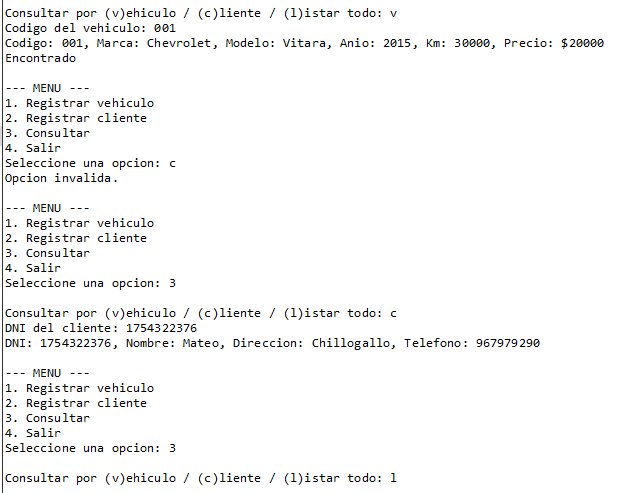 Consultar por (v)ehiculo / (c)liente / (l)istar todo: v
Codigo del vehiculo: 001
Codigo: 001, Marca: Chevrolet, Modelo: Vitara, Anio: 2015, Km: 30000, Precio: $20000
Encontrado
--- MENU ---
1. Registrar vehiculo
2. Registrar cliente
3. Consultar
4. Salir
Seleccione una opcion: c
Opcion invalida.
--- MENU ---
1. Registrar vehiculo
2. Registrar cliente
3. Consultar
4. Salir
Seleccione una opcion: 3
Consultar por (v)ehiculo / (c)liente / (l)istar todo: c
DNI del cliente: 1754322376
DNI: 1754322376, Nombre: Mateo, Direccion: Chillogallo, Telefono: 967979290
--- MENU ---
1. Registrar vehiculo
2. Registrar cliente
3. Consultar
4. Salir
Seleccione una opcion: 3
Consultar por (v)ehiculo / (c)liente / (l)istar todo: l